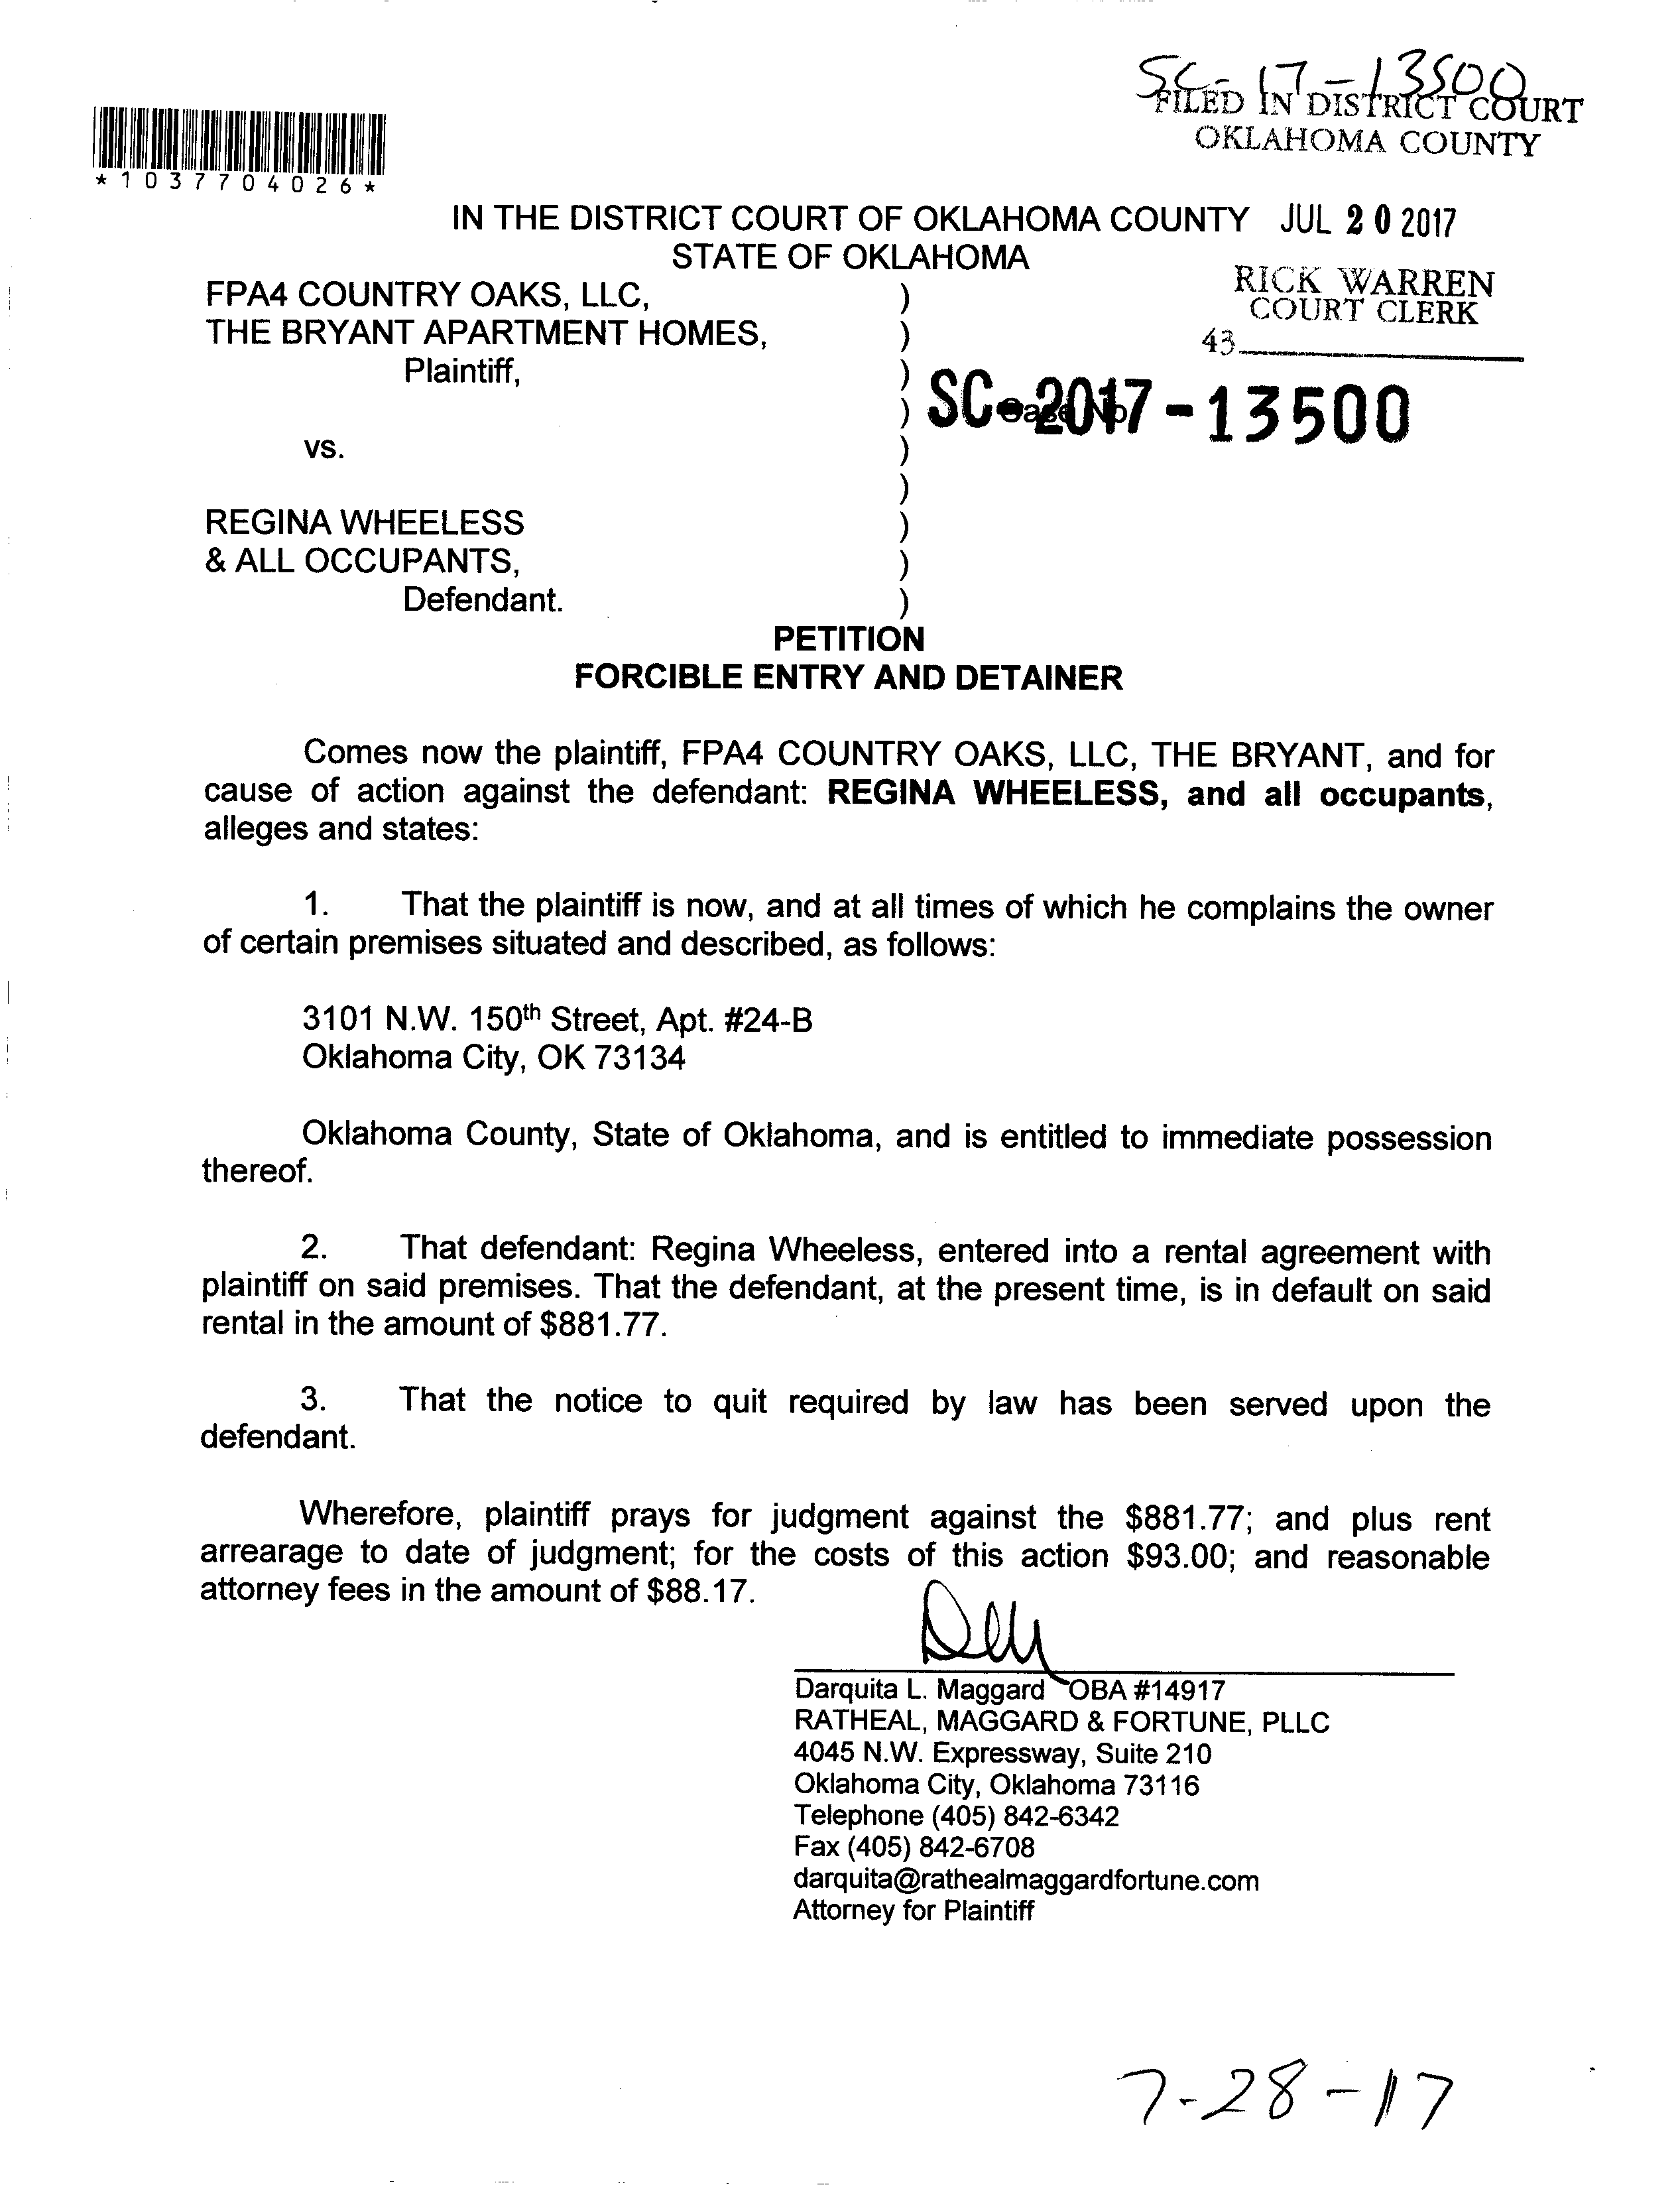 SC-17-13500
FILED IN DISTRICT COURT
OKLAHOMA COUNTY
*1037704026*
IN THE DISTRICT COURT OF OKLAHOMA COUNTY JUL 20 2017
STATE OF OKLAHOMA
RICK WARREN
COURT CLERK
43
FPA4 COUNTRY OAKS, LLC, )
THE BRYANT APARTMENT HOMES, )
Plaintiff, )
) Case No
SC-2017-13500
vs. )
)
REGINA WHEELESS )
& ALL OCCUPANTS, )
Defendant. )
PETITION
FORCIBLE ENTRY AND DETAINER
Comes now the plaintiff, FPA4 COUNTRY OAKS, LLC, THE BRYANT, and for
cause of action against the defendant: REGINA WHEELESS, and all occupants,
alleges and states:
1. That the plaintiff is now, and at all times of which he complains the owner
of certain premises situated and described, as follows:
3101 N.W. 150th Street, Apt. #24-B
Oklahoma City, OK 73134
Oklahoma County, State of Oklahoma, and is entitled to immediate possession
thereof.
2. That defendant: Regina Wheeless, entered into a rental agreement with
plaintiff on said premises. That the defendant, at the present time, is in default on said
rental in the amount of $881.77.
3. That the notice to quit required by law has been served upon the
defendant.
Wherefore, plaintiff prays for judgment against the $881.77; and plus rent
arrearage to date of judgment; for the costs of this action $93.00; and reasonable
attorney fees in the amount of $88.17.
Darquita L. Maggard OBA #14917
RATHEAL, MAGGARD & FORTUNE, PLLC
4045 N.W. Expressway, Suite 210
Oklahoma City, Oklahoma 73116
Telephone (405) 842-6342
Fax (405) 842-6708
darquita@rathealmaggardfortune.com
Attorney for Plaintiff
7-28-17